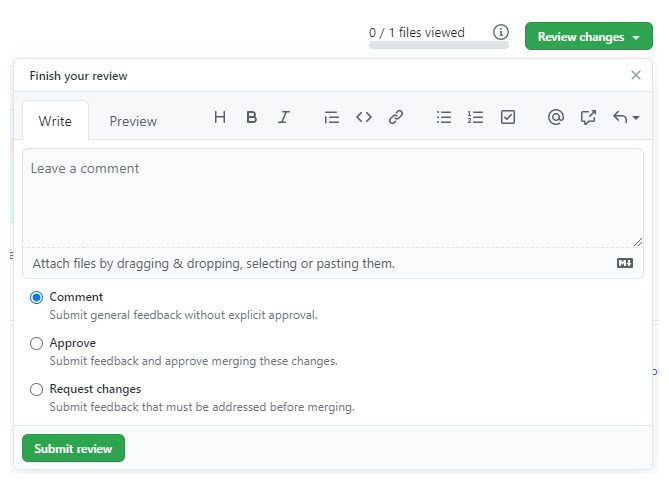 0 / 1 files viewed
Review changes
Finish your review
Write
Preview
Leave a comment
Attach files by dragging & dropping, selecting or pasting them.
Comment
Submit general feedback without explicit approval.
Approve
Submit feedback and approve merging these changes.
Request changes
Submit feedback that must be addressed before merging.
Submit review